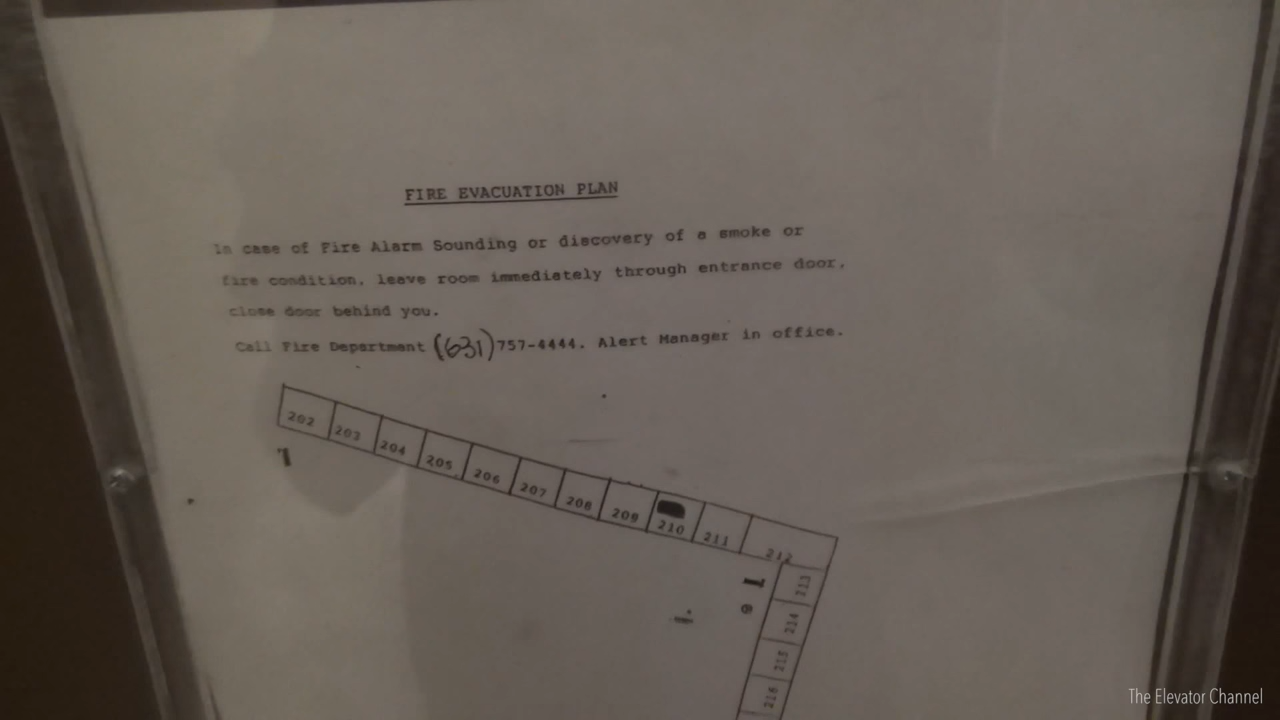 FIRE EVACUATION PLAN
In case of Fire Alarm Sounding or discovery of a smoke or
fire condition, leave room immediately through entrance door,
close door behind you.
Call Fire Department (631) 757-4444. Alert Manager in office.
202
203
204
205
206
207
208
209
210
211
212
213
214
215
216
The Elevator Channel